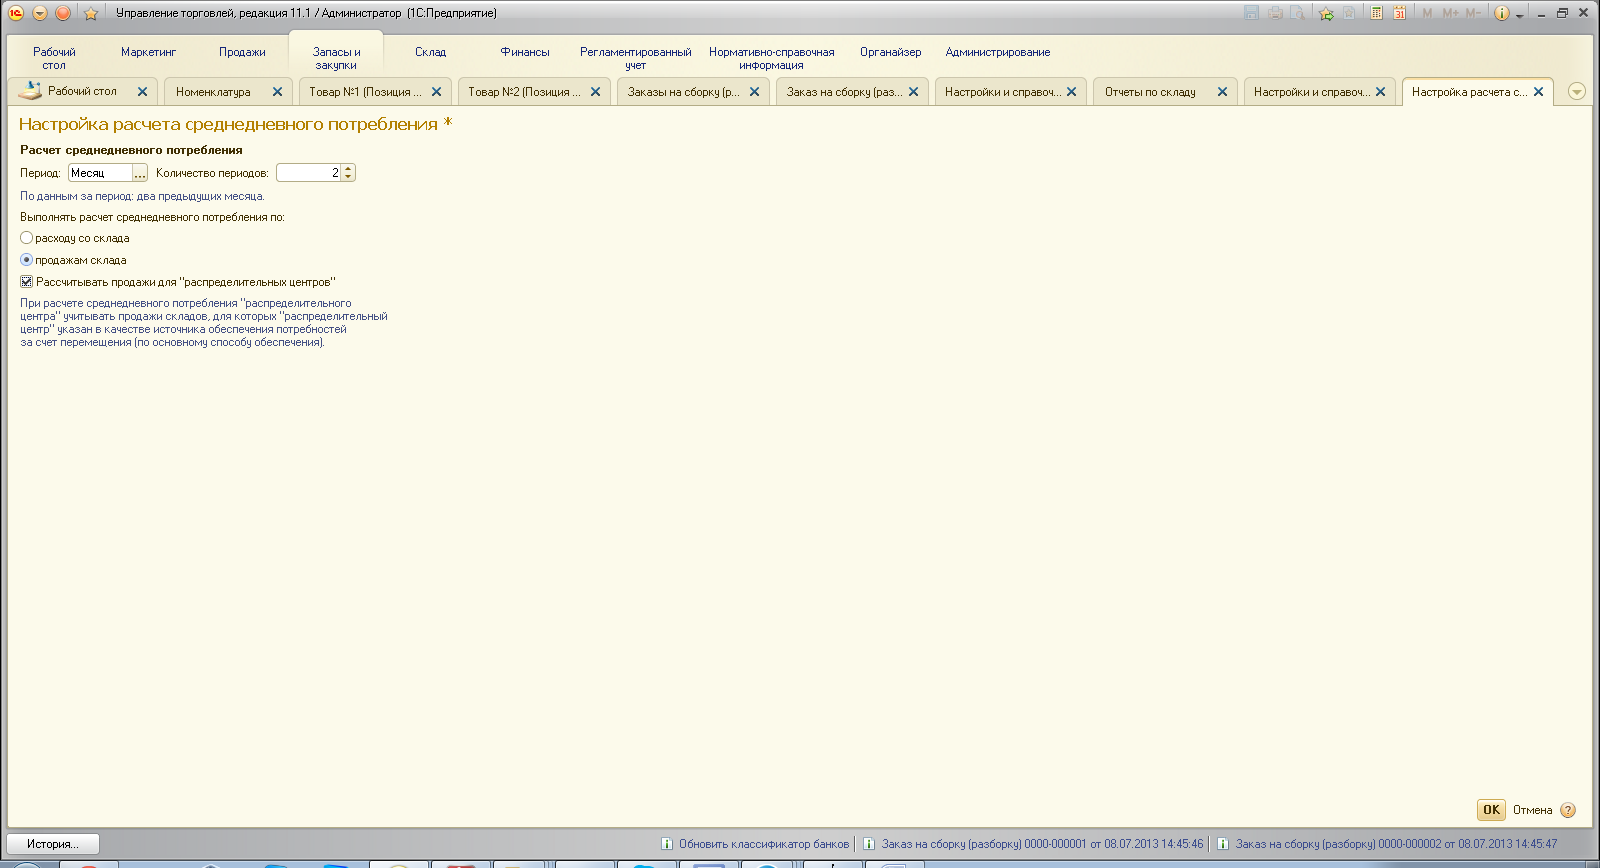 Управление торговлей, редакция 11.1 / Администратор (1С:Предприятие)
M M+ M-
Рабочий стол
Маркетинг
Продажи
Запасы и закупки
Склад
Финансы
Регламентированный учет
Нормативно-справочная информация
Органайзер
Администрирование
Рабочий стол
Номенклатура
Товар №1 (Позиция ...
Товар №2 (Позиция ...
Заказы на сборку (р...
Заказ на сборку (раз...
Настройки и справоч...
Отчеты по складу
Настройки и справоч...
Настройка расчета с...
Настройка расчета среднедневного потребления *
Расчет среднедневного потребления
Период: Месяц ... Количество периодов: 2
По данным за период: два предыдущих месяца.
Выполнять расчет среднедневного потребления по:
расходу со склада
продажам склада
Рассчитывать продажи для "распределительных центров"
При расчете среднедневного потребления "распределительного
центра" учитывать продажи складов, для которых "распределительный
центр" указан в качестве источника обеспечения потребностей
за счет перемещения (по основному способу обеспечения).
OK Отмена ?
История...
Обновить классификатор банков
Заказ на сборку (разборку) 0000-000001 от 08.07.2013 14:45:46
Заказ на сборку (разборку) 0000-000002 от 08.07.2013 14:45:47